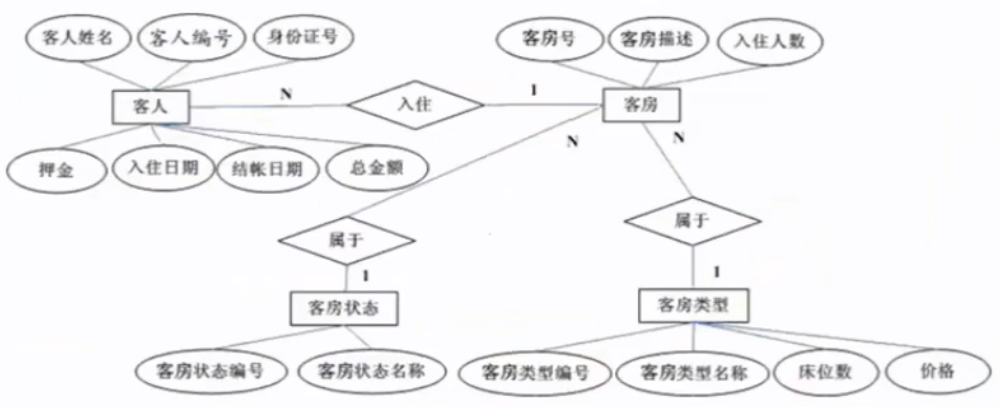 客人姓名
客人编号
身份证号
客房号
客房描述
入住人数
客人
N
入住
1
客房
N
N
押金
入住日期
结帐日期
总金额
属于
属于
1
1
客房状态
客房类型
客房状态编号
客房状态名称
客房类型编号
客房类型名称
床位数
价格